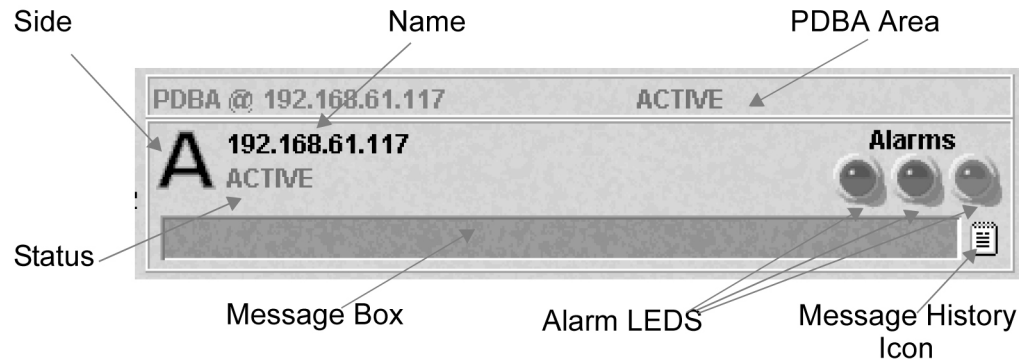 Side Name PDBA Area
PDBA @ 192.168.61.117 ACTIVE
A 192.168.61.117 Alarms
ACTIVE
Status
Message Box Alarm LEDS Message History
Icon